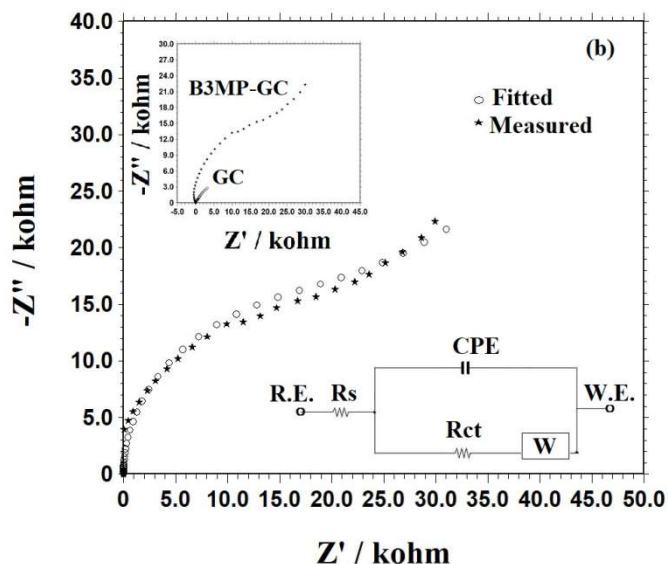 40.0
35.0
30.0
25.0
20.0
15.0
10.0
5.0
0
-Z" / kohm
(b)
Fitted
Measured
30.0
27.0
24.0
21.0
18.0
15.0
12.0
9.0
6.0
3.0
0
-Z" / kohm
B3MP-GC
GC
-5.0 0 5.0 10.0 15.0 20.0 25.0 30.0 35.0 40.0 45.0
Z' / kohm
CPE
R.E. Rs W.E.
Rct W
0 5.0 10.0 15.0 20.0 25.0 30.0 35.0 40.0 45.0 50.0
Z' / kohm